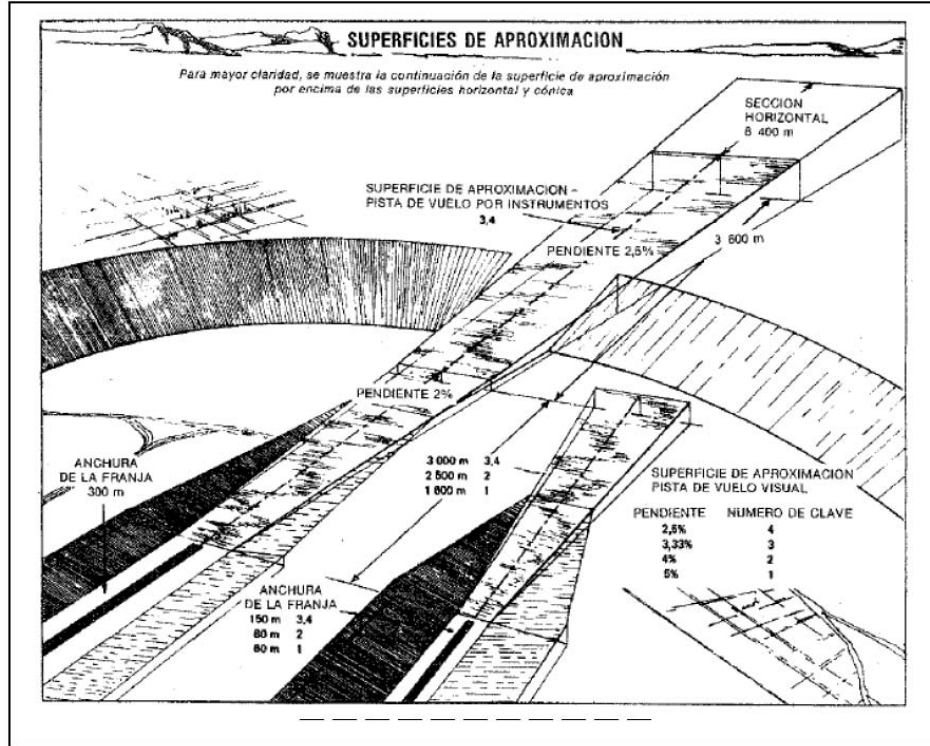 SUPERFICIES DE APROXIMACION
Para mayor claridad, se muestra la continuación de la superficie de aproximación
por encima de las superficies horizontal y cónica
SECCION
HORIZONTAL
8 400 m
SUPERFICIE DE APROXIMACION -
PISTA DE VUELO POR INSTRUMENTOS
3,4
PENDIENTE 2,5%
3 600 m
PENDIENTE 2%
ANCHURA
DE LA FRANJA
300 m
3 000 m 3,4
2 500 m 2
1 600 m 1
SUPERFICIE DE APROXIMACION
PISTA DE VUELO VISUAL
PENDIENTE NUMERO DE CLAVE
2,5% 4
3,33% 3
4% 2
5% 1
ANCHURA
DE LA FRANJA
150 m 3,4
80 m 2
60 m 1